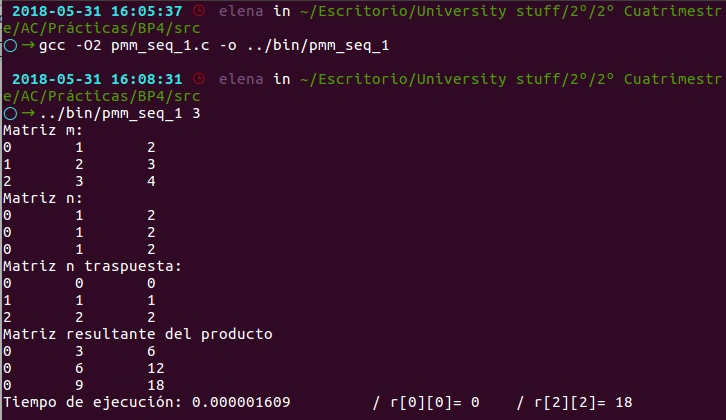 2018-05-31 16:05:37 elena in ~/Escritorio/University stuff/2º/2º Cuatrimestr
e/AC/Prácticas/BP4/src
○ → gcc -O2 pmm_seq_1.c -o ../bin/pmm_seq_1
2018-05-31 16:08:31 elena in ~/Escritorio/University stuff/2º/2º Cuatrimestr
e/AC/Prácticas/BP4/src
○ → ../bin/pmm_seq_1 3
Matriz m:
0 1 2
1 2 3
2 3 4
Matriz n:
0 1 2
0 1 2
0 1 2
Matriz n traspuesta:
0 0 0
1 1 1
2 2 2
Matriz resultante del producto
0 3 6
0 6 12
0 9 18
Tiempo de ejecución: 0.000001609 / r[0][0]= 0 / r[2][2]= 18